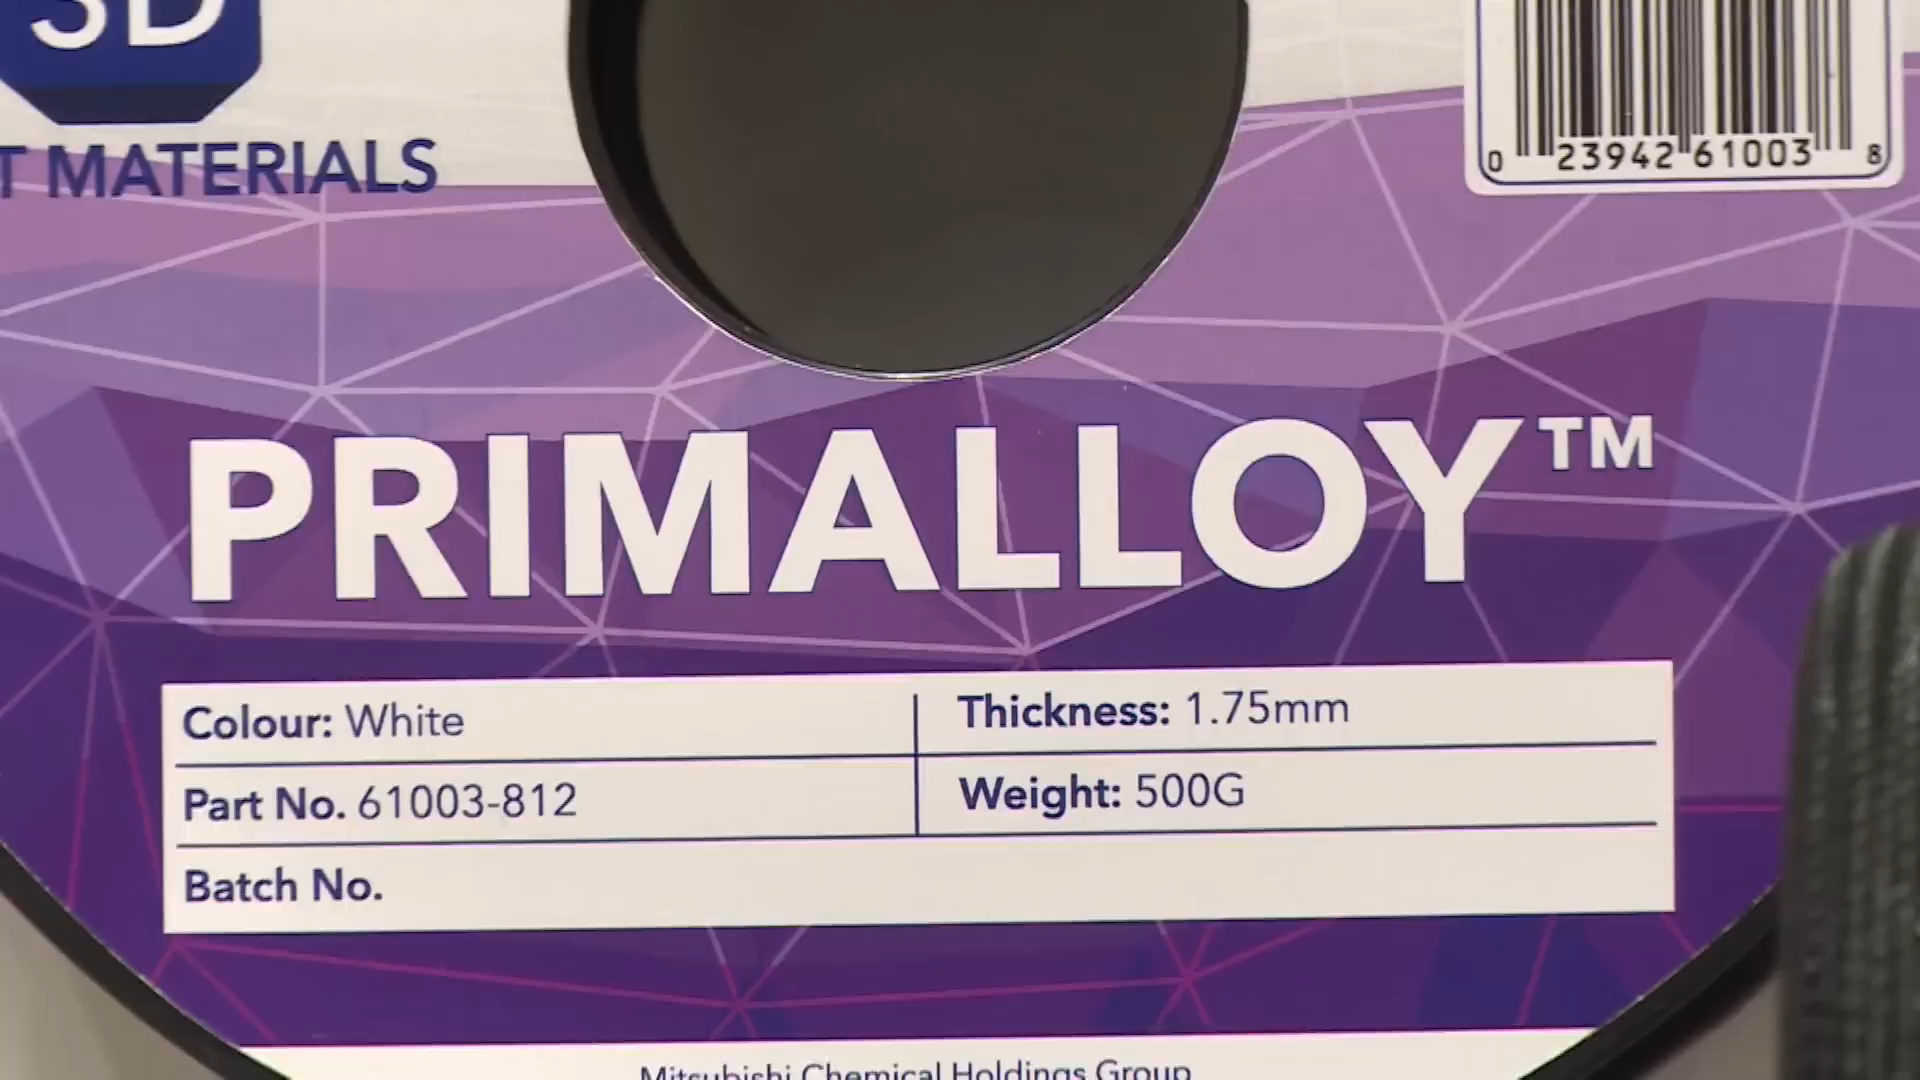 3D
T MATERIALS
0 23942 61003 8
PRIMALLOY™
Colour: White
Thickness: 1.75mm
Part No. 61003-812
Weight: 500G
Batch No.
Mitsubishi Chemical Holdings Group